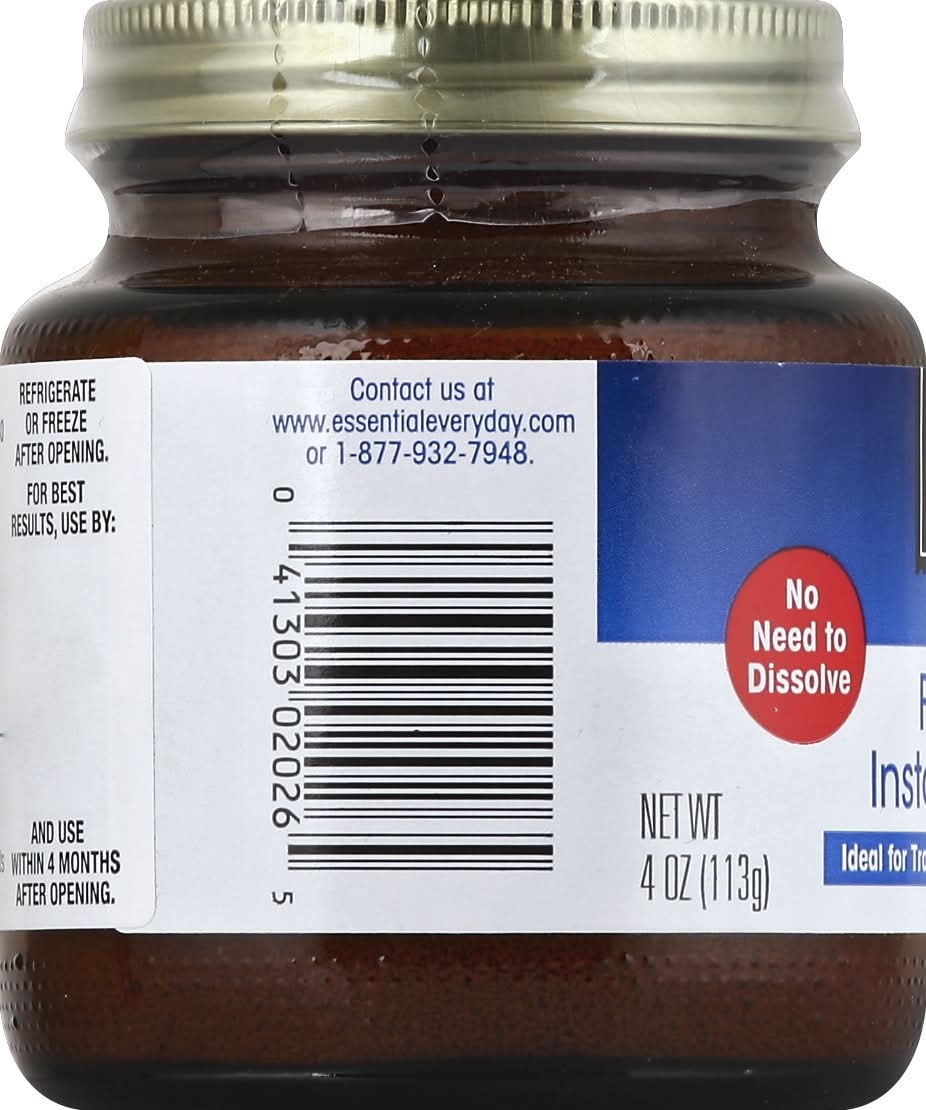 REFRIGERATE
OR FREEZE
AFTER OPENING.
FOR BEST
RESULTS, USE BY:
AND USE
WITHIN 4 MONTHS
AFTER OPENING.
Contact us at
www.essentialeveryday.com
or 1-877-932-7948.
0 41303 02026 5
No
Need to
Dissolve
NET WT
4 OZ (113g)
Ideal for